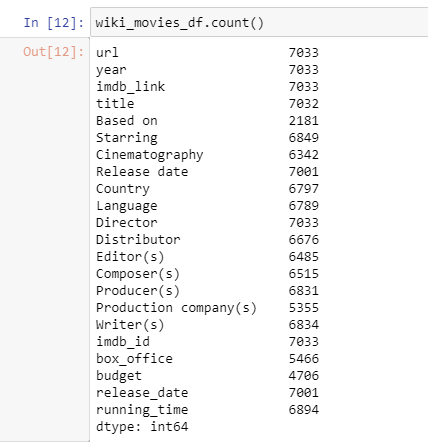 In [12]: wiki_movies_df.count()
Out[12]: url 7033
year 7033
imdb_link 7033
title 7032
Based on 2181
Starring 6849
Cinematography 6342
Release date 7001
Country 6797
Language 6789
Director 7033
Distributor 6676
Editor(s) 6485
Composer(s) 6515
Producer(s) 6831
Production company(s) 5355
Writer(s) 6834
imdb_id 7033
box_office 5466
budget 4706
release_date 7001
running_time 6894
dtype: int64